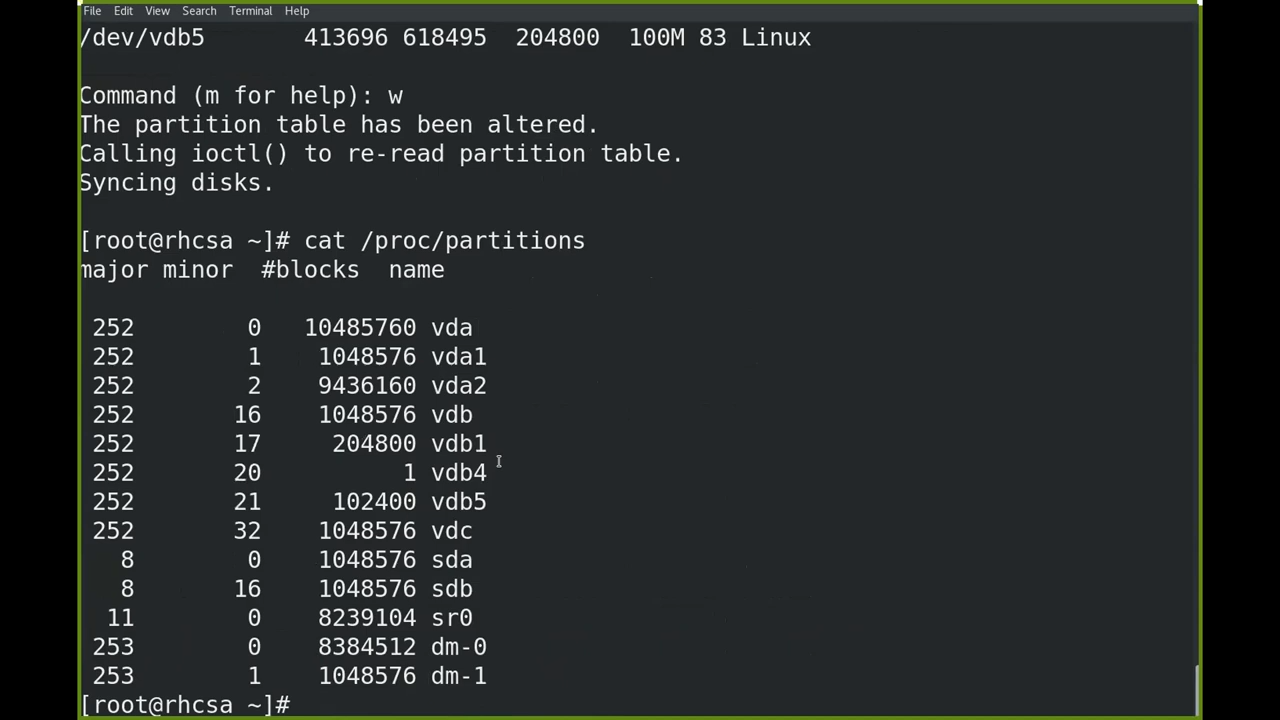 File Edit View Search Terminal Help
/dev/vdb5       413696 618495  204800  100M 83 Linux
Command (m for help): w
The partition table has been altered.
Calling ioctl() to re-read partition table.
Syncing disks.
[root@rhcsa ~]# cat /proc/partitions
major minor  #blocks  name
 252        0   10485760 vda
 252        1    1048576 vda1
 252        2    9436160 vda2
 252       16    1048576 vdb
 252       17     204800 vdb1
 252       20          1 vdb4
 252       21     102400 vdb5
 252       32    1048576 vdc
   8        0    1048576 sda
   8       16    1048576 sdb
  11        0    8239104 sr0
 253        0    8384512 dm-0
 253        1    1048576 dm-1
[root@rhcsa ~]#